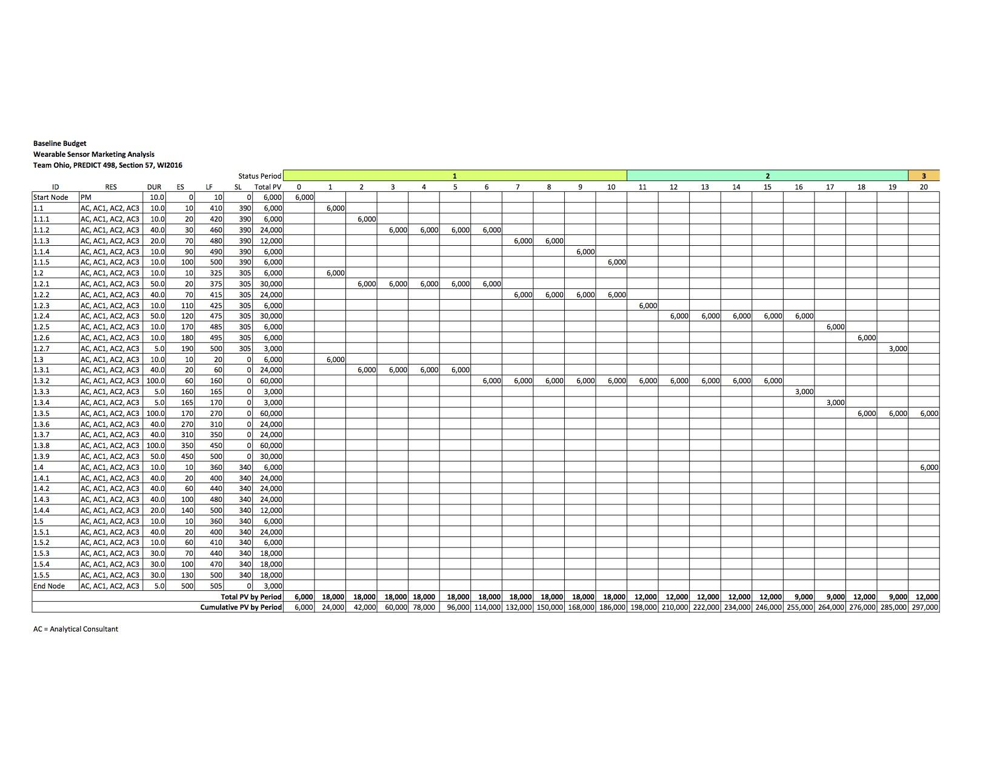 Baseline Budget
Wearable Sensor Marketing Analysis
Team Ohio, PREDICT 498, Section 57, WI2016
Status Period 1 2 3
ID RES DUR ES LF SL Total PV 0 1 2 3 4 5 6 7 8 9 10 11 12 13 14 15 16 17 18 19 20
Start Node PM 10.0 0 10 0 6,000 6,000
1.1 AC, AC1, AC2, AC3 10.0 10 410 390 6,000 6,000
1.1.1 AC, AC1, AC2, AC3 10.0 20 420 390 6,000 6,000
1.1.2 AC, AC1, AC2, AC3 40.0 30 460 390 24,000 6,000 6,000 6,000 6,000
1.1.3 AC, AC1, AC2, AC3 20.0 70 480 390 12,000 6,000 6,000
1.1.4 AC, AC1, AC2, AC3 10.0 90 490 390 6,000 6,000
1.1.5 AC, AC1, AC2, AC3 10.0 100 500 390 6,000 6,000
1.2 AC, AC1, AC2, AC3 10.0 10 325 305 6,000 6,000
1.2.1 AC, AC1, AC2, AC3 50.0 20 375 305 30,000 6,000 6,000 6,000 6,000 6,000
1.2.2 AC, AC1, AC2, AC3 40.0 70 415 305 24,000 6,000 6,000 6,000 6,000
1.2.3 AC, AC1, AC2, AC3 10.0 110 425 305 6,000 6,000
1.2.4 AC, AC1, AC2, AC3 50.0 120 475 305 30,000 6,000 6,000 6,000 6,000 6,000
1.2.5 AC, AC1, AC2, AC3 10.0 170 485 305 6,000 6,000
1.2.6 AC, AC1, AC2, AC3 10.0 180 495 305 6,000 6,000
1.2.7 AC, AC1, AC2, AC3 5.0 190 500 305 3,000 3,000
1.3 AC, AC1, AC2, AC3 10.0 10 20 0 6,000 6,000
1.3.1 AC, AC1, AC2, AC3 40.0 20 60 0 24,000 6,000 6,000 6,000 6,000
1.3.2 AC, AC1, AC2, AC3 100.0 60 160 0 60,000 6,000 6,000 6,000 6,000 6,000 6,000 6,000 6,000 6,000 6,000
1.3.3 AC, AC1, AC2, AC3 5.0 160 165 0 3,000 3,000
1.3.4 AC, AC1, AC2, AC3 5.0 165 170 0 3,000 3,000
1.3.5 AC, AC1, AC2, AC3 100.0 170 270 0 60,000 6,000 6,000 6,000
1.3.6 AC, AC1, AC2, AC3 40.0 270 310 0 24,000
1.3.7 AC, AC1, AC2, AC3 40.0 310 350 0 24,000
1.3.8 AC, AC1, AC2, AC3 100.0 350 450 0 60,000
1.3.9 AC, AC1, AC2, AC3 50.0 450 500 0 30,000
1.4 AC, AC1, AC2, AC3 10.0 10 360 340 6,000 6,000
1.4.1 AC, AC1, AC2, AC3 40.0 20 400 340 24,000
1.4.2 AC, AC1, AC2, AC3 40.0 60 440 340 24,000
1.4.3 AC, AC1, AC2, AC3 40.0 100 480 340 24,000
1.4.4 AC, AC1, AC2, AC3 20.0 140 500 340 12,000
1.5 AC, AC1, AC2, AC3 10.0 10 360 340 6,000
1.5.1 AC, AC1, AC2, AC3 40.0 20 400 340 24,000
1.5.2 AC, AC1, AC2, AC3 10.0 60 410 340 6,000
1.5.3 AC, AC1, AC2, AC3 30.0 70 440 340 18,000
1.5.4 AC, AC1, AC2, AC3 30.0 100 470 340 18,000
1.5.5 AC, AC1, AC2, AC3 30.0 130 500 340 18,000
End Node AC, AC1, AC2, AC3 5.0 500 505 0 3,000
Total PV by Period 6,000 18,000 18,000 18,000 18,000 18,000 18,000 18,000 18,000 18,000 18,000 12,000 12,000 12,000 12,000 12,000 9,000 9,000 12,000 9,000 12,000
Cumulative PV by Period 6,000 24,000 42,000 60,000 78,000 96,000 114,000 132,000 150,000 168,000 186,000 198,000 210,000 222,000 234,000 246,000 255,000 264,000 276,000 285,000 297,000
AC = Analytical Consultant